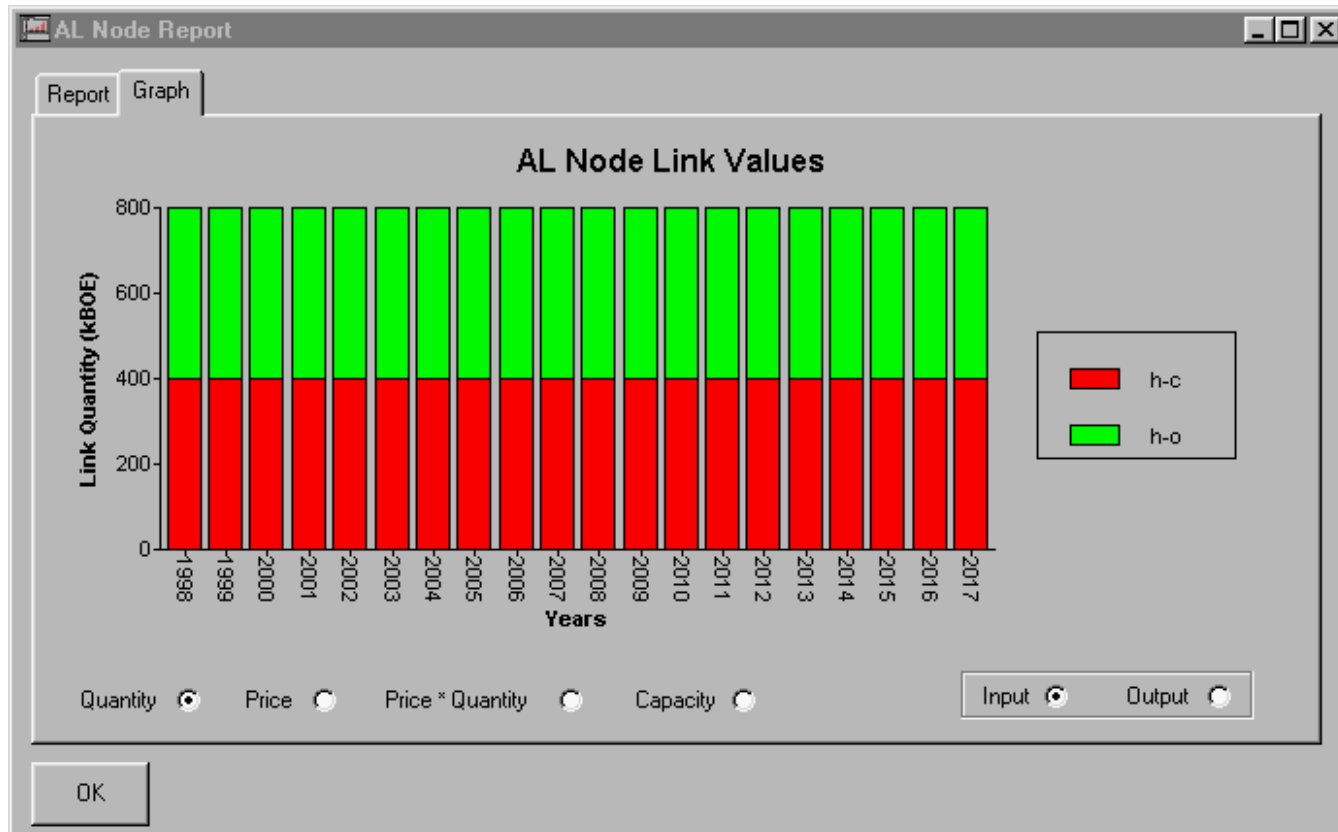 AL Node Report
Report Graph
AL Node Link Values
Link Quantity (kBOE)
800
600
400
200
0
1998 1999 2000 2001 2002 2003 2004 2005 2006 2007 2008 2009 2010 2011 2012 2013 2014 2015 2016 2017
Years
h-c
h-o
Quantity Price Price * Quantity Capacity Input Output
OK